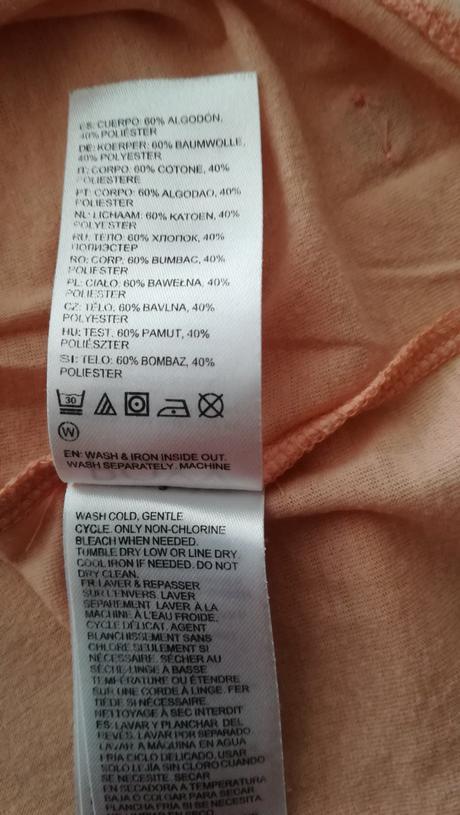 ES: CUERPO: 60% ALGODÓN,
40% POLIÉSTER
DE: KOERPER: 60% BAUMWOLLE,
40% POLYESTER
IT: CORPO: 60% COTONE, 40%
POLIESTERE
PT: CORPO: 60% ALGODAO, 40%
POLIESTER
NL: LICHAAM: 60% KATOEN, 40%
POLYESTER
RU: ТЕЛО: 60% ХЛОПОК, 40%
ПОЛИЭСТЕР
RO: CORP: 60% BUMBAC, 40%
POLIESTER
PL: CIAŁO: 60% BAWEŁNA, 40%
POLIESTER
CZ: TĚLO: 60% BAVLNA, 40%
POLYESTER
HU: TEST: 60% PAMUT, 40%
POLIÉSZTER
SI: TELO: 60% BOMBAZ, 40%
POLIESTER
30
W
EN: WASH & IRON INSIDE OUT.
WASH SEPARATELY. MACHINE
WASH COLD, GENTLE
CYCLE. ONLY NON-CHLORINE
BLEACH WHEN NEEDED.
TUMBLE DRY LOW OR LINE DRY
COOL IRON IF NEEDED. DO NOT
DRY CLEAN.
FR: LAVER & REPASSER
SUR L'ENVERS. LAVER
SÉPARÉMENT. LAVER À LA
MACHINE À L'EAU FROIDE,
CYCLE DÉLICAT. AGENT
BLANCHISSEMENT SANS
CHLORE SEULEMENT SI
NÉCESSAIRE. SÉCHER AU
SÈCHE-LINGE À BASSE
TEMPÉRATURE OU ÉTENDRE
SUR UNE CORDE À LINGE. FER
TIÈDE SI NÉCESSAIRE.
NETTOYAGE À SEC INTERDIT
ES: LAVAR Y PLANCHAR DEL
REVÉS. LAVAR POR SEPARADO.
LAVAR A MÁQUINA EN AGUA
FRÍA CICLO DELICADO, USAR
SOLO LEJÍA SIN CLORO CUANDO
SE NECESITE. SECAR
EN SECADORA A TEMPERATURA
BAJA O COLGAR PARA SECAR.
PLANCHA FRÍA SI SE NECESITA.